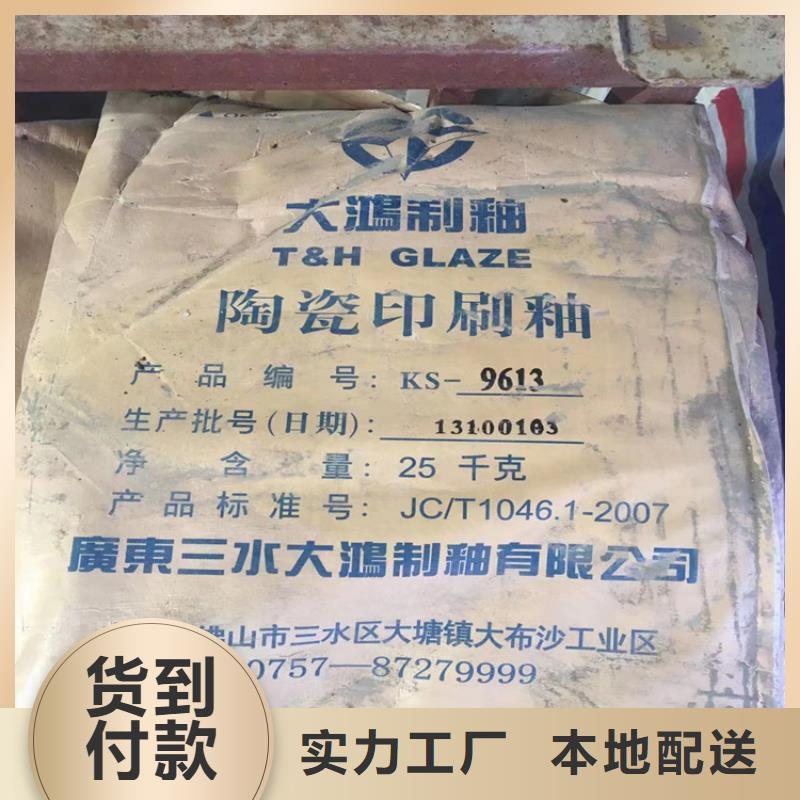 OPEN
大鴻制釉
T&H GLAZE
陶瓷印刷釉
产品编号: KS-9613
生产批号(日期): 13100103
净含量: 25 千克
产品标准号: JC/T1046.1-2007
廣東三水大鴻制釉有限公司
佛山市三水区大塘镇大布沙工业区
0757—87279999
货到
付款
实力工厂 本地配送